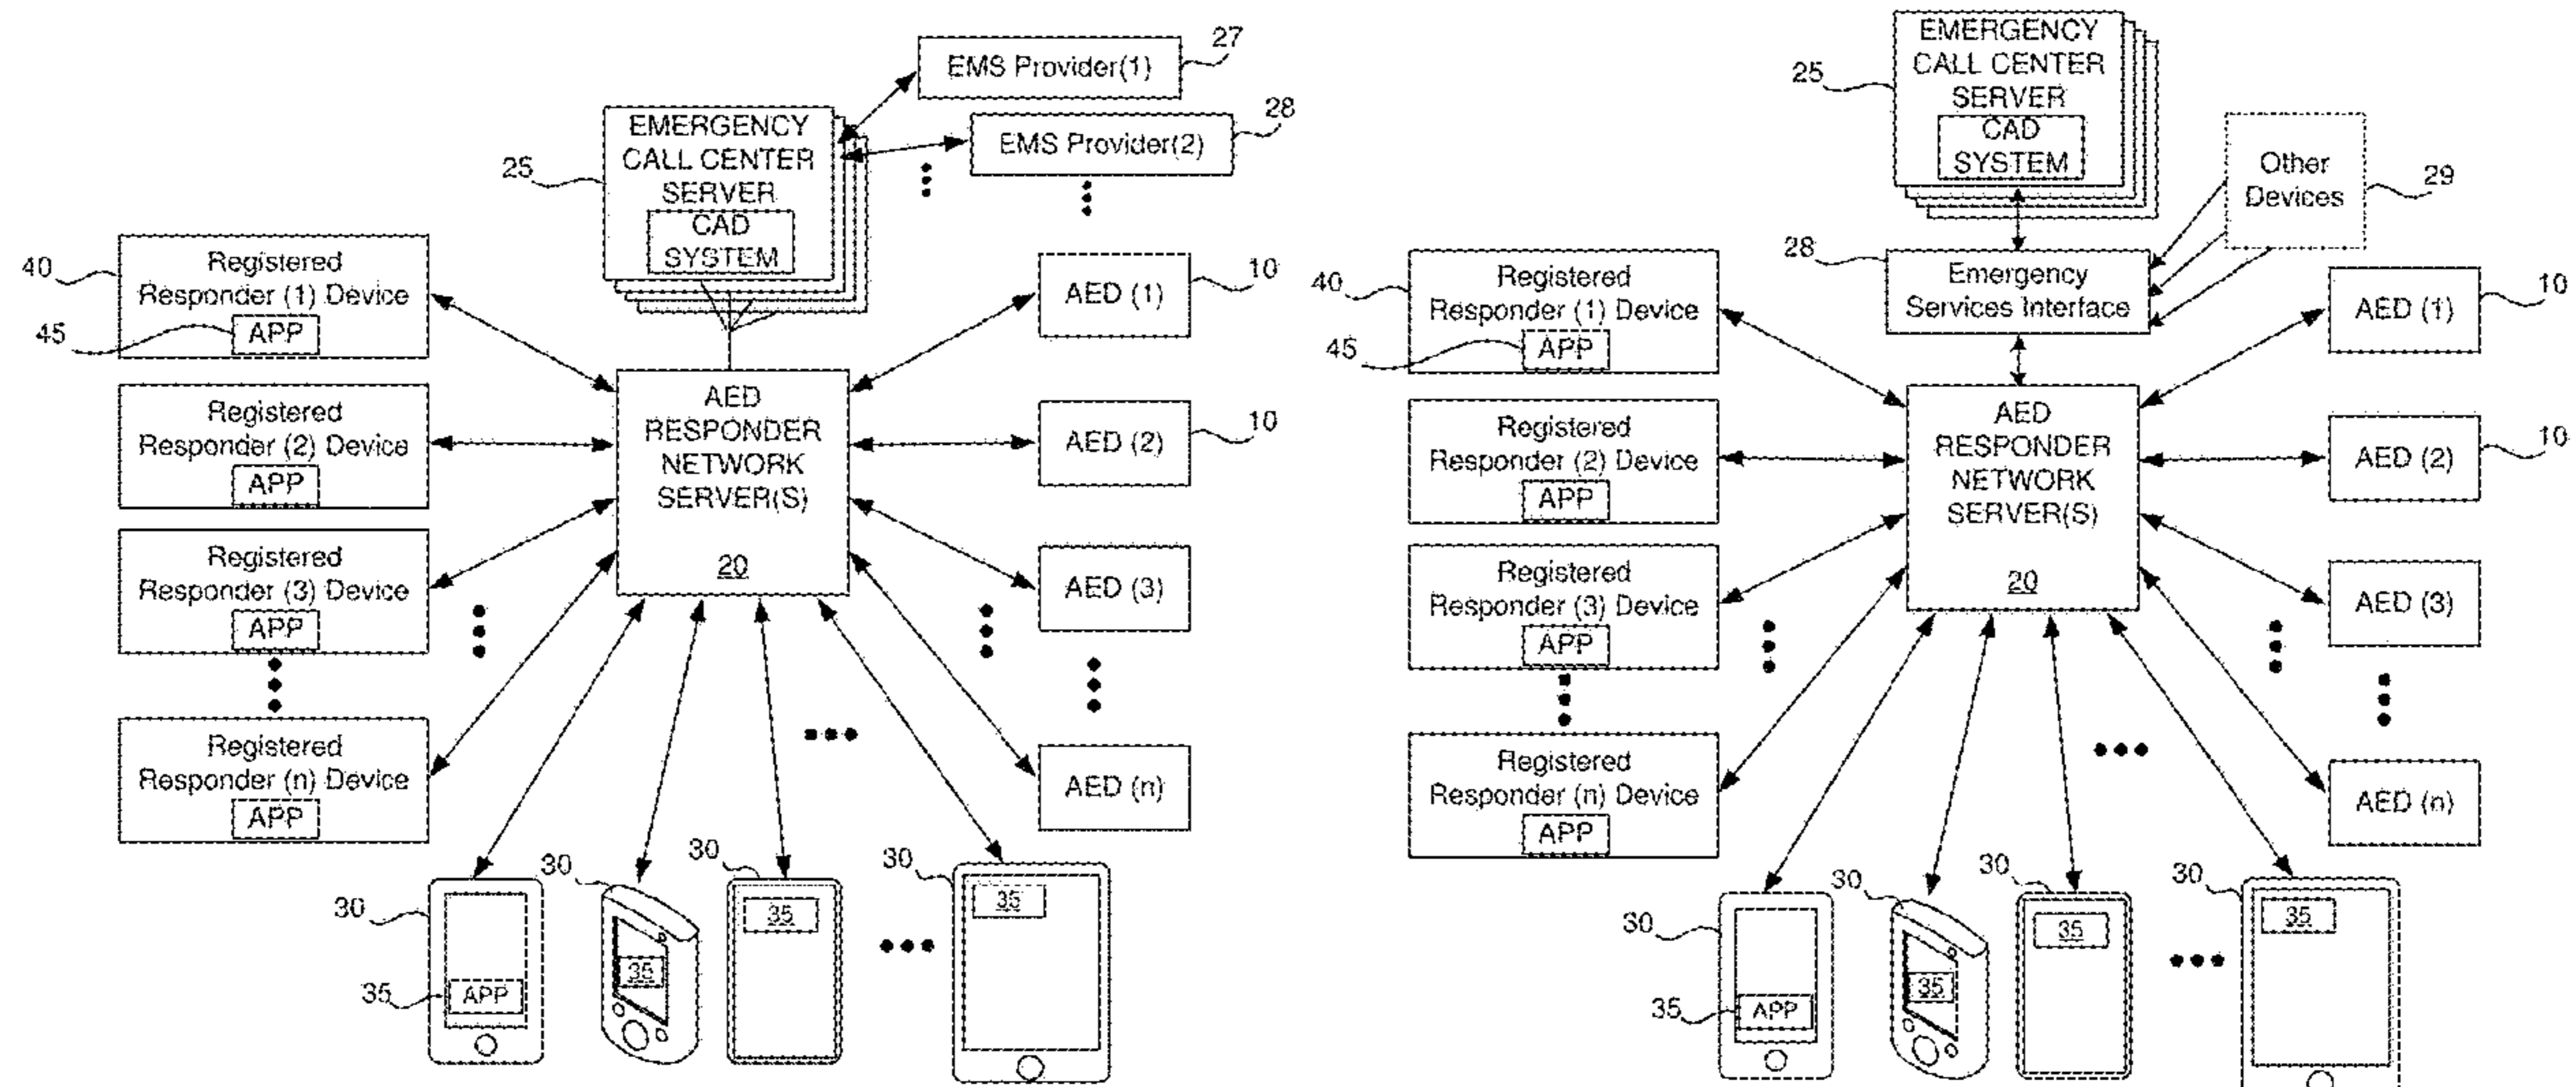 EMS Provider(1)
27
EMS Provider(2)
28
EMERGENCY
CALL CENTER
SERVER
CAD
SYSTEM
25
Registered
Responder (1) Device
APP
40
45
Registered
Responder (2) Device
APP
Registered
Responder (3) Device
APP
Registered
Responder (n) Device
APP
AED
RESPONDER
NETWORK
SERVER(S)
20
AED (1)
10
AED (2)
10
AED (3)
AED (n)
30
35
APP
30
35
30
35
30
35
EMERGENCY
CALL CENTER
SERVER
CAD
SYSTEM
25
Other
Devices
29
28
Emergency
Services Interface
Registered
Responder (1) Device
APP
40
45
Registered
Responder (2) Device
APP
Registered
Responder (3) Device
APP
Registered
Responder (n) Device
APP
AED
RESPONDER
NETWORK
SERVER(S)
20
AED (1)
10
AED (2)
10
AED (3)
AED (n)
30
35
APP
30
35
30
35
30
35